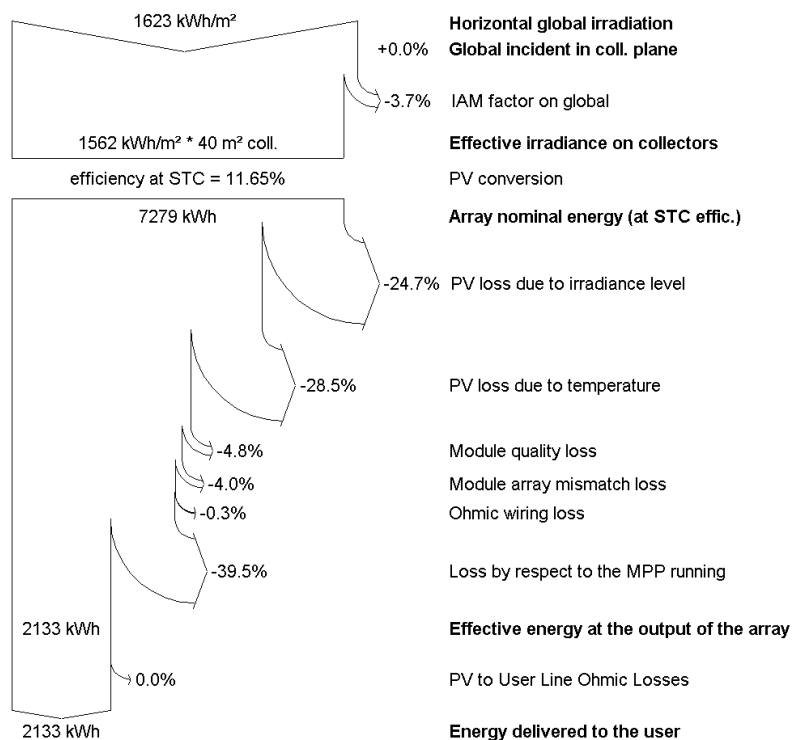 1623 kWh/m² Horizontal global irradiation
+0.0% Global incident in coll. plane
-3.7% IAM factor on global
1562 kWh/m² * 40 m² coll. Effective irradiance on collectors
efficiency at STC = 11.65% PV conversion
7279 kWh Array nominal energy (at STC effic.)
-24.7% PV loss due to irradiance level
-28.5% PV loss due to temperature
-4.8% Module quality loss
-4.0% Module array mismatch loss
-0.3% Ohmic wiring loss
-39.5% Loss by respect to the MPP running
2133 kWh Effective energy at the output of the array
0.0% PV to User Line Ohmic Losses
2133 kWh Energy delivered to the user